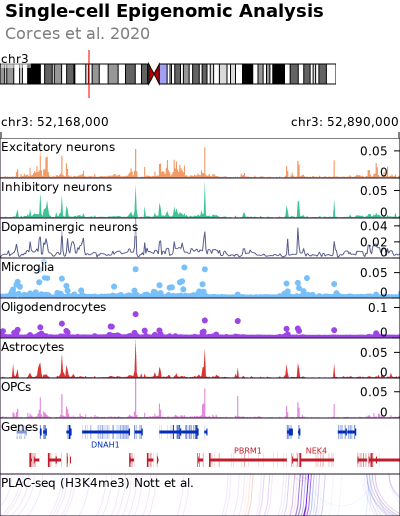 Single-cell Epigenomic Analysis
Corces et al. 2020
chr3
chr3: 52,168,000 chr3: 52,890,000
Excitatory neurons 0.05
0
Inhibitory neurons 0.05
0
Dopaminergic neurons 0.04
0.02
0
Microglia 0.05
0
Oligodendrocytes 0.1
0
Astrocytes 0.05
0
OPCs 0.05
0
Genes
DNAH1
PBRM1 NEK4
PLAC-seq (H3K4me3) Nott et al.